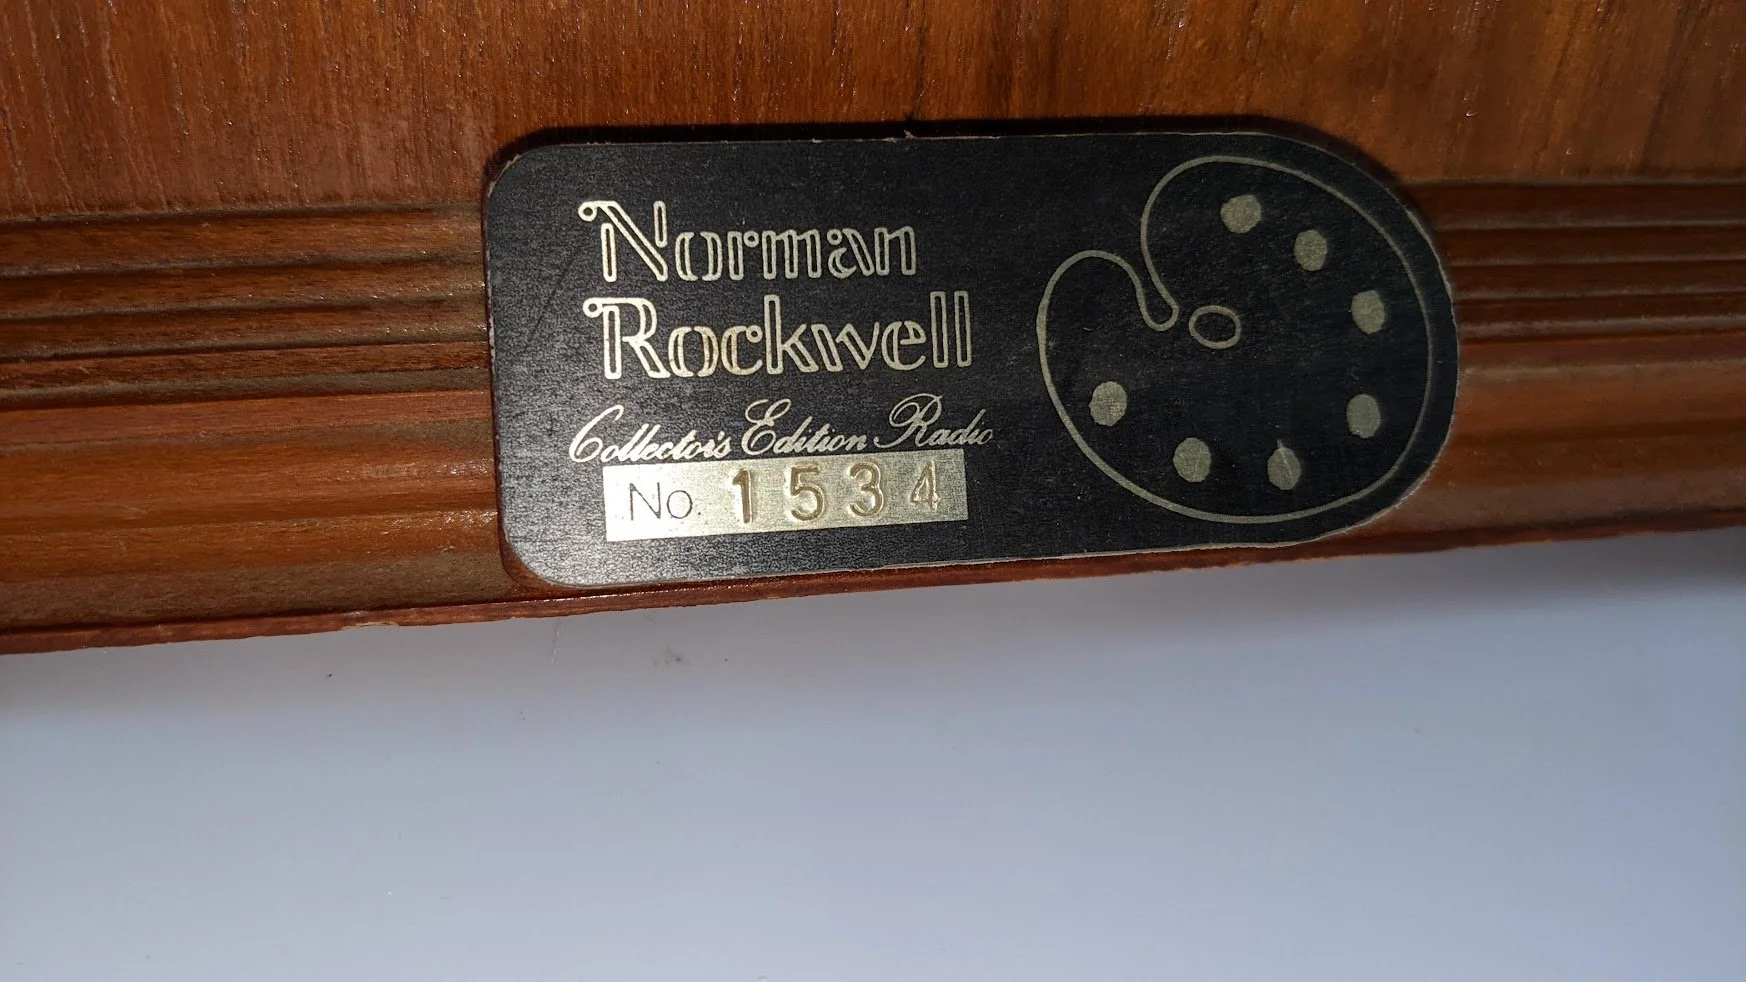 Norman
Rockwell
Collector's Edition Radio
No. 1534